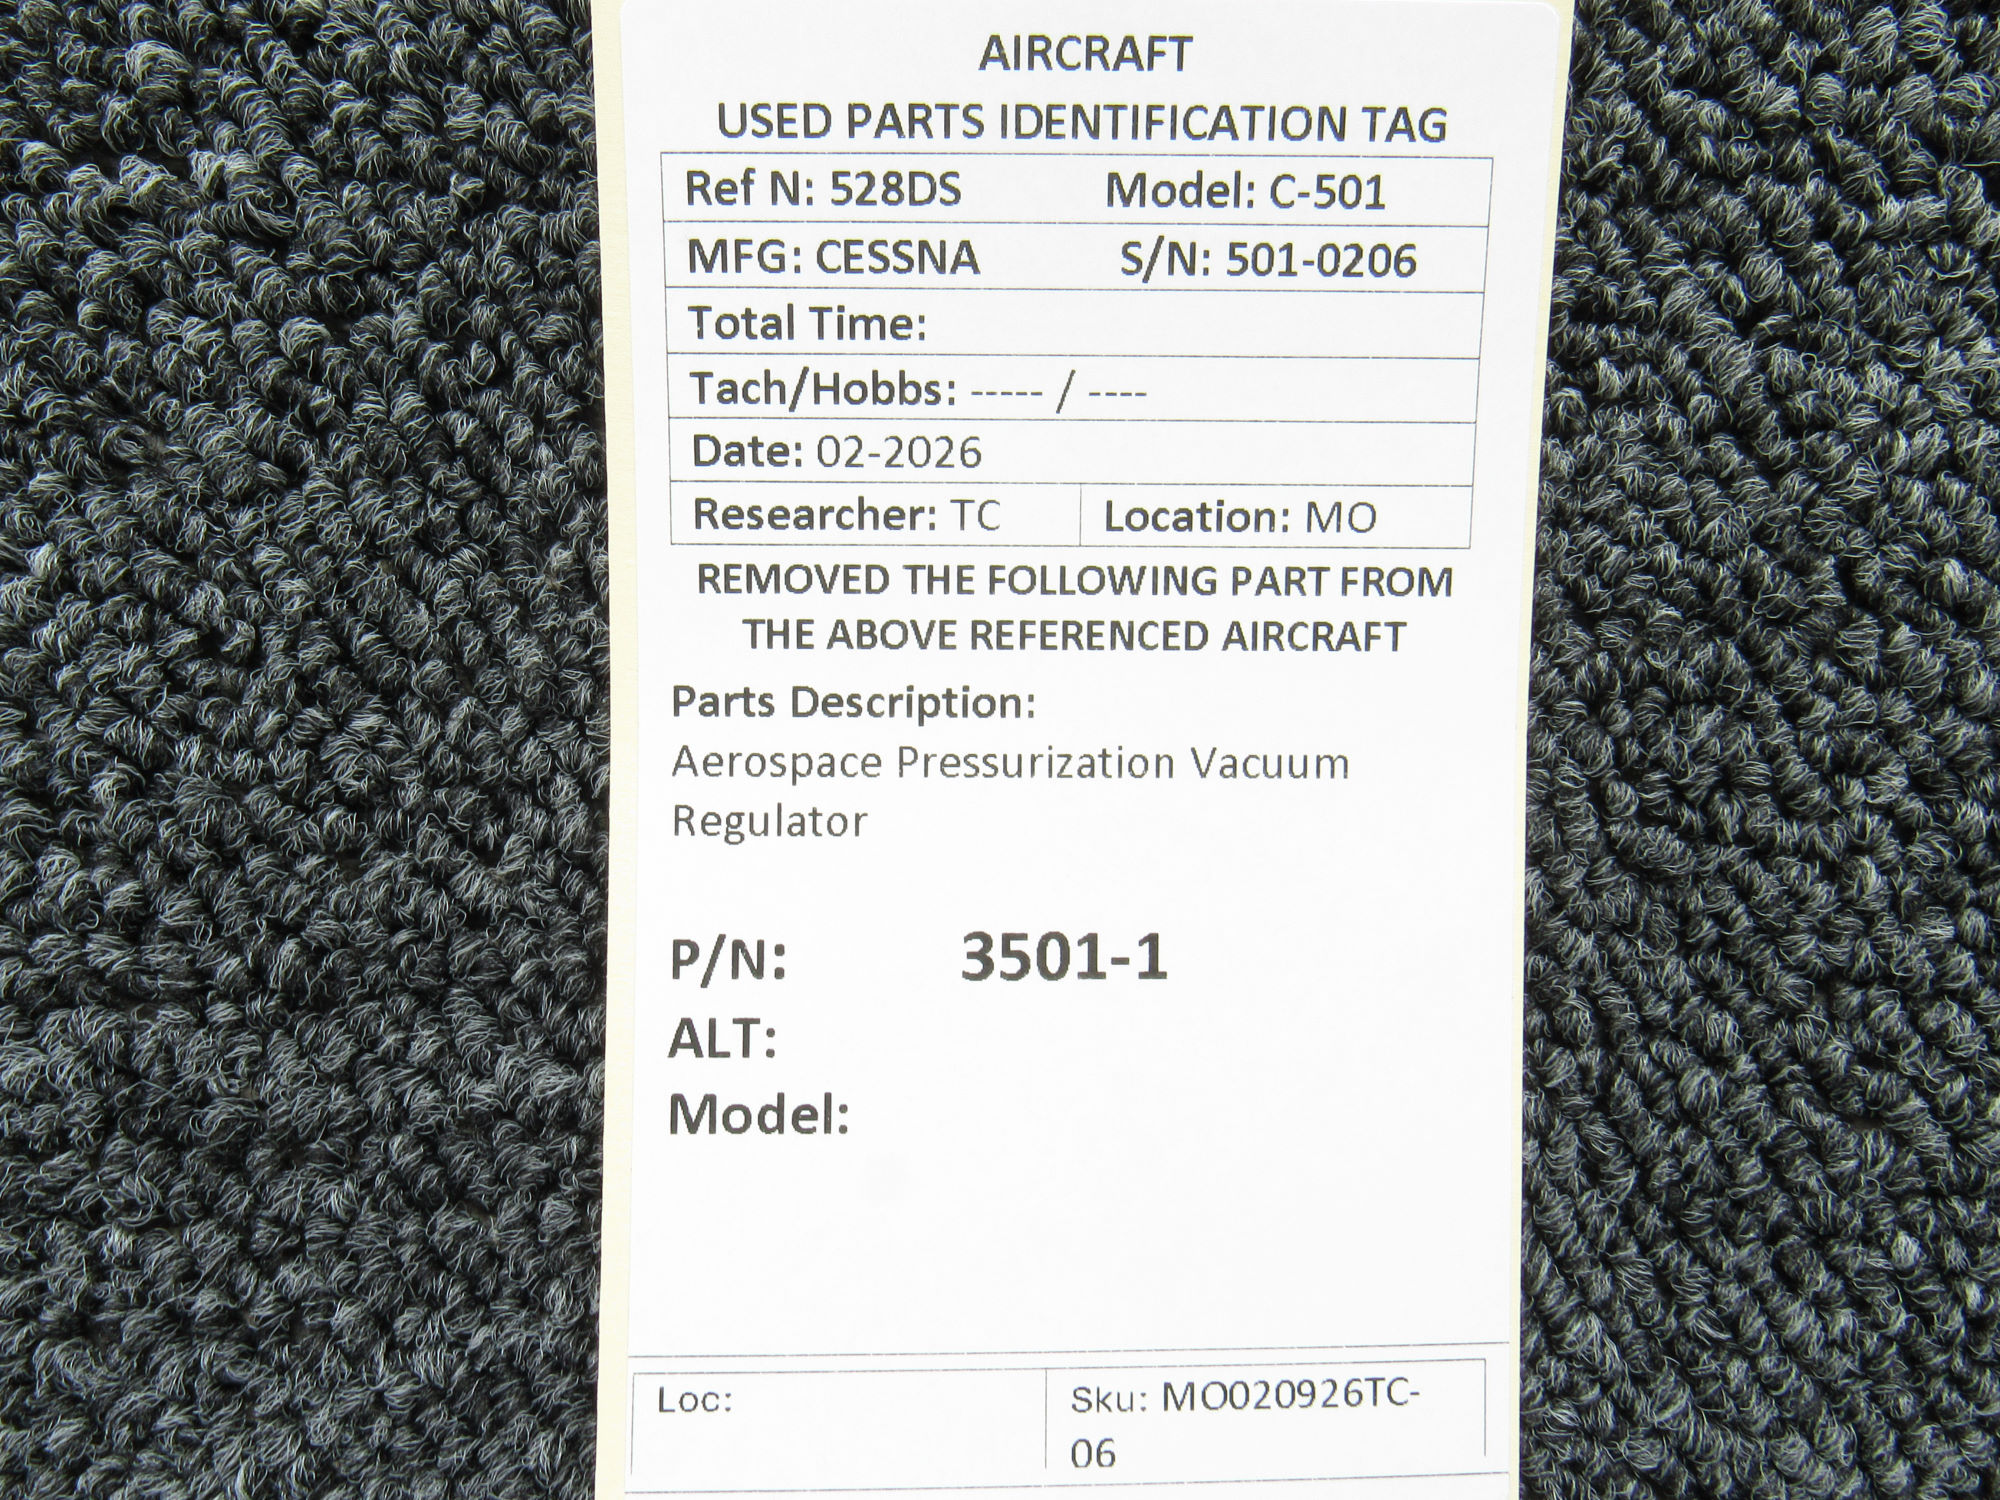 AIRCRAFT
USED PARTS IDENTIFICATION TAG
Ref N: 528DS Model: C-501
MFG: CESSNA S/N: 501-0206
Total Time:
Tach/Hobbs: ----- / ----
Date: 02-2026
Researcher: TC Location: MO
REMOVED THE FOLLOWING PART FROM
THE ABOVE REFERENCED AIRCRAFT
Parts Description:
Aerospace Pressurization Vacuum
Regulator
P/N: 3501-1
ALT:
Model:
Loc: Sku: MO020926TC-
06